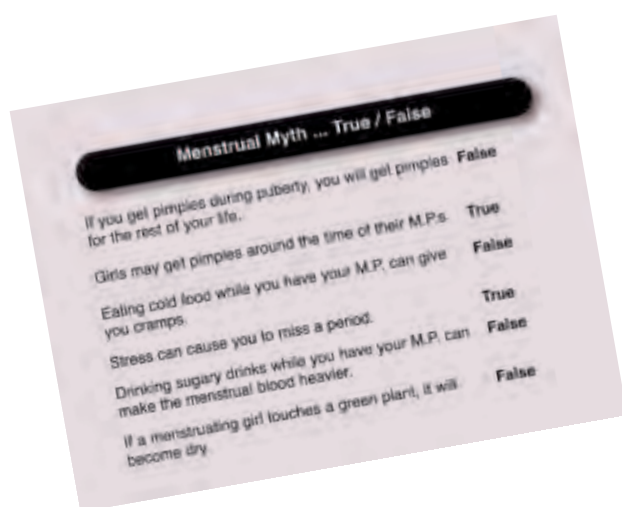 Menstrual Myth ... True / False
If you get pimples during puberty, you will get pimples False
for the rest of your life.
Girls may get pimples around the time of their M.P.s. True
Eating cold food while you have your M.P. can give False
you cramps.
Stress can cause you to miss a period. True
Drinking sugary drinks while you have your M.P. can False
make the menstrual blood heavier.
If a menstruating girl touches a green plant, it will False
become dry